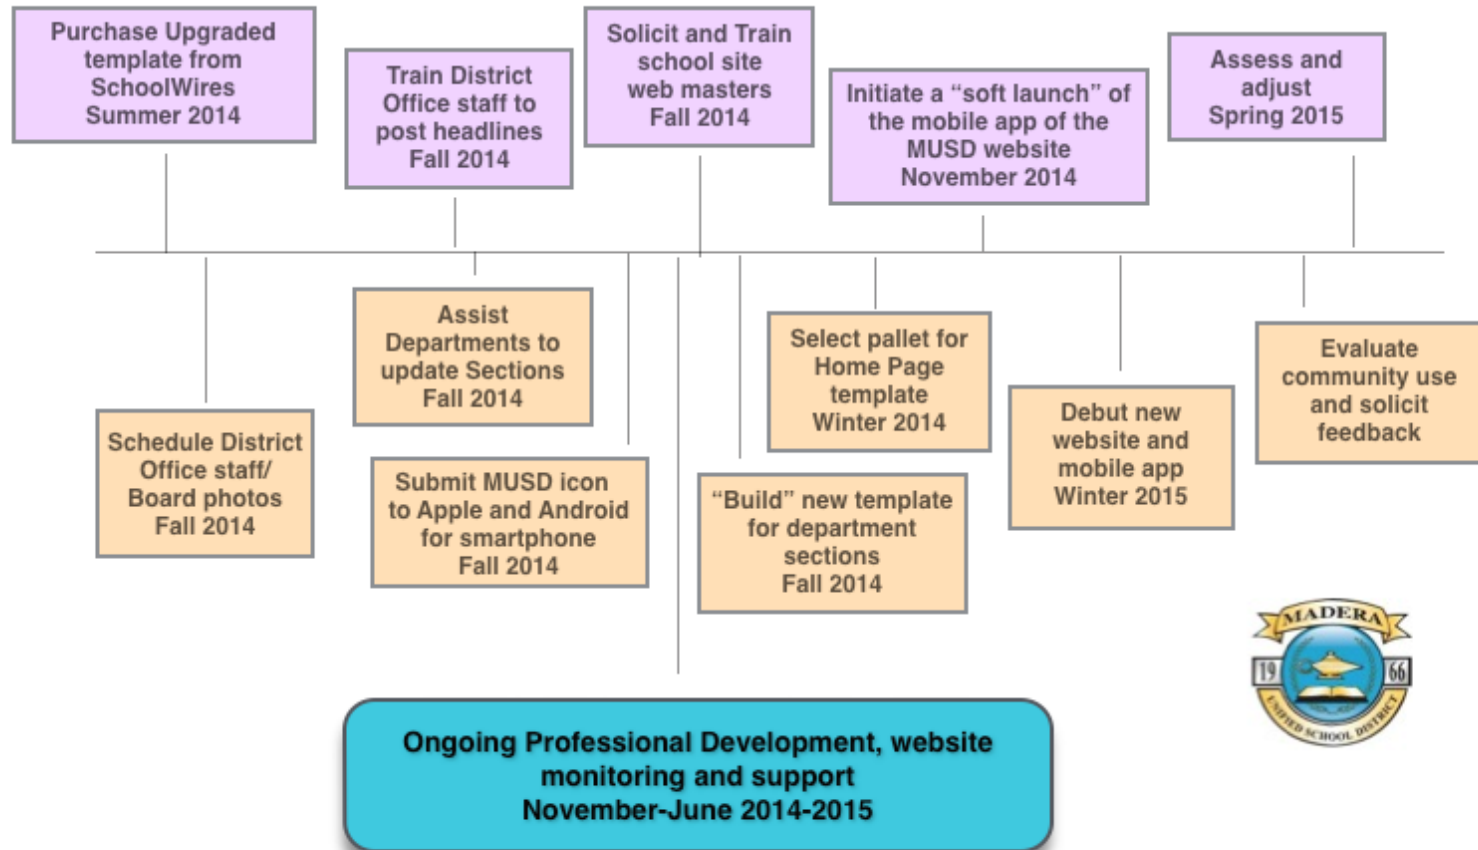 Purchase Upgraded
template from
SchoolWires
Summer 2014
Train District
Office staff to
post headlines
Fall 2014
Solicit and Train
school site
web masters
Fall 2014
Initiate a “soft launch” of
the mobile app of the
MUSD website
November 2014
Assess and
adjust
Spring 2015
Schedule District
Office staff/
Board photos
Fall 2014
Assist
Departments to
update Sections
Fall 2014
Submit MUSD icon
to Apple and Android
for smartphone
Fall 2014
“Build” new template
for department
sections
Fall 2014
Select pallet for
Home Page
template
Winter 2014
Debut new
website and
mobile app
Winter 2015
Evaluate
community use
and solicit
feedback
MADERA
19 66
UNIFIED SCHOOL DISTRICT
Ongoing Professional Development, website
monitoring and support
November-June 2014-2015